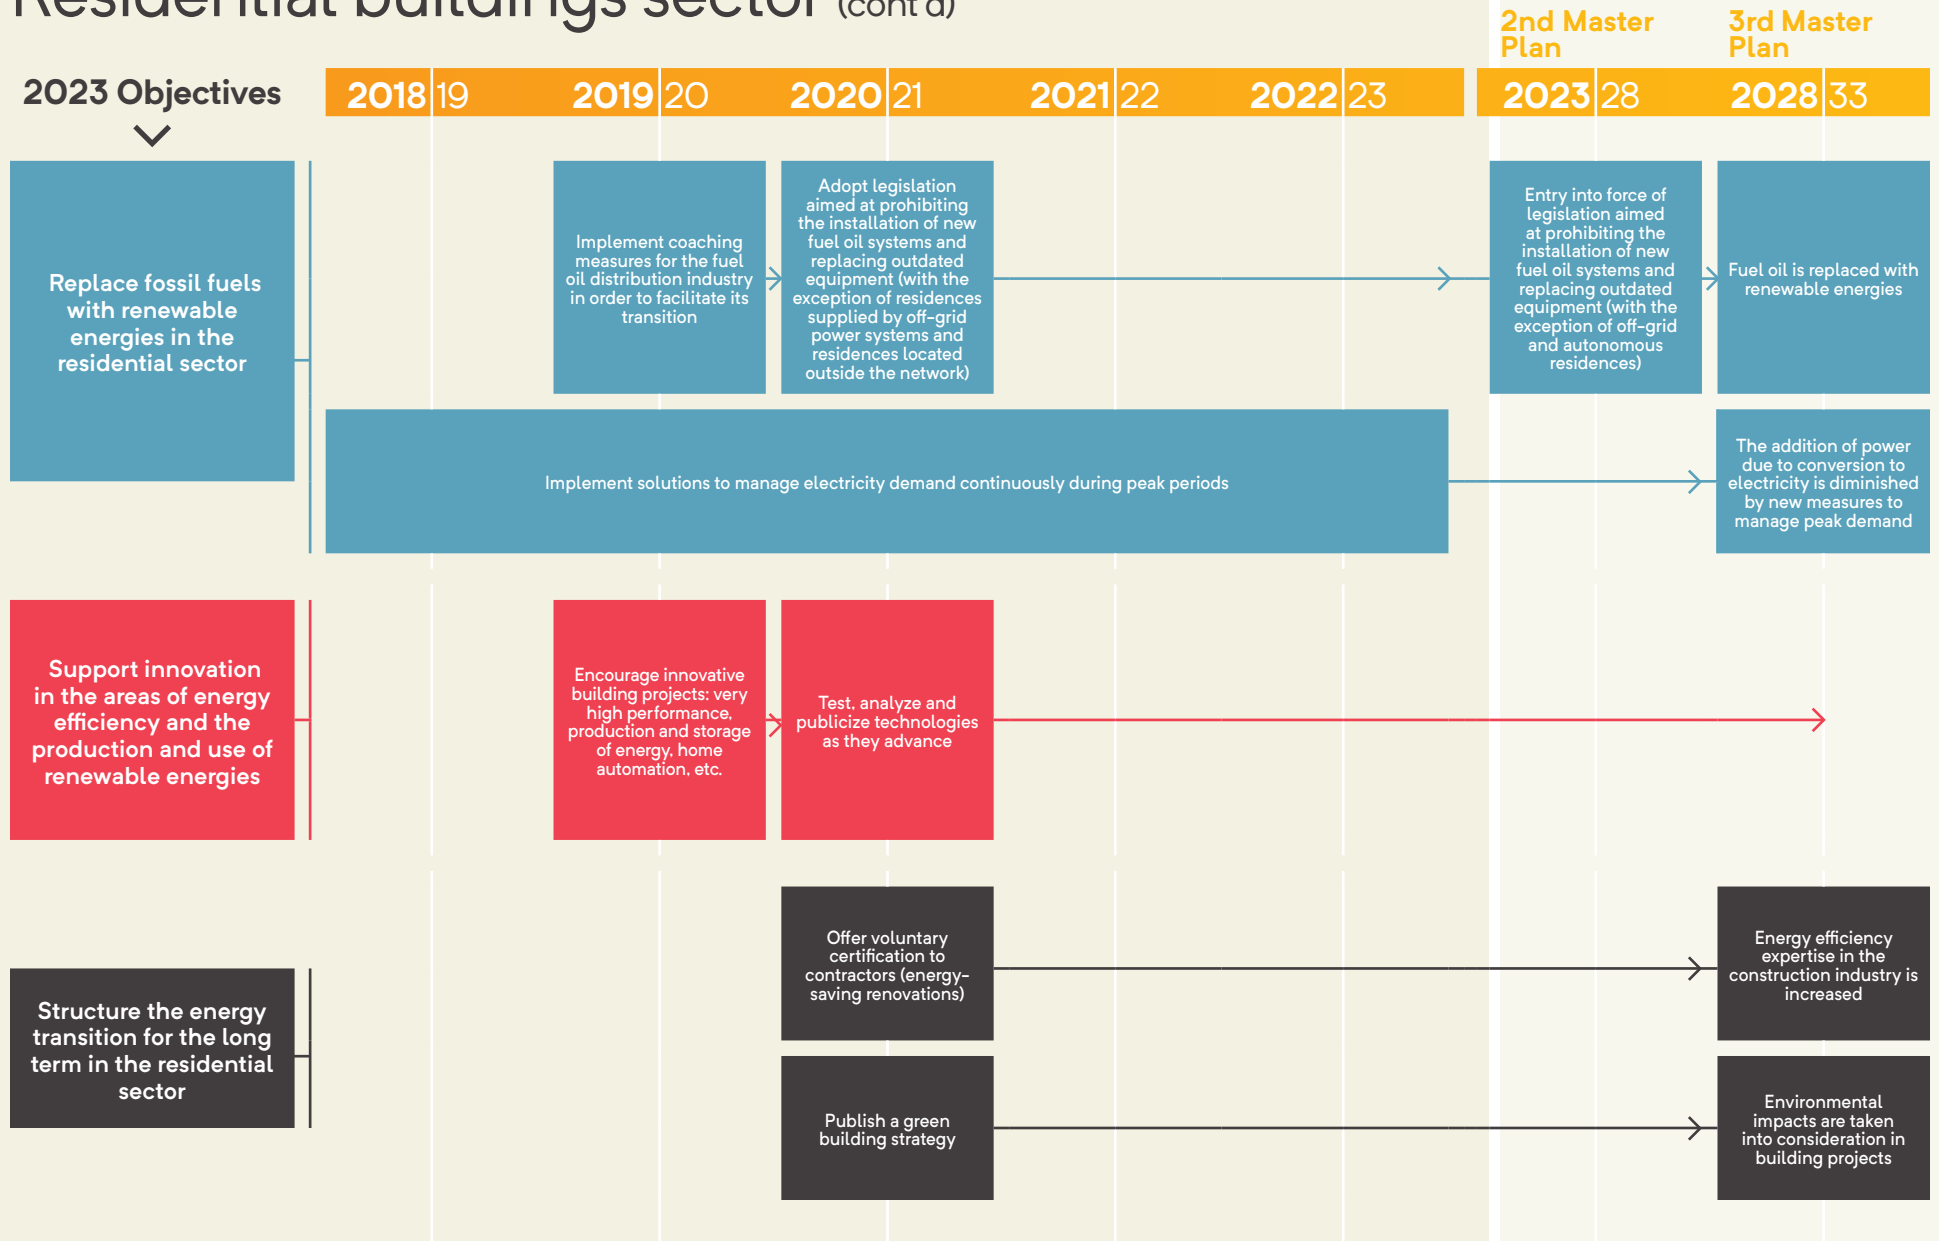 Residential buildings sector (cont'd)
2nd Master
Plan
3rd Master
Plan
2023 Objectives
2018|19
2019|20
2020|21
2021|22
2022|23
2023|28
2028|33
Replace fossil fuels
with renewable
energies in the
residential sector
Implement coaching
measures for the fuel
oil distribution industry
in order to facilitate its
transition
Adopt legislation
aimed at prohibiting
the installation of new
fuel oil systems and
replacing outdated
equipment (with the
exception of residences
supplied by off-grid
power systems and
residences located
outside the network)
Entry into force of
legislation aimed
at prohibiting the
installation of new
fuel oil systems and
replacing outdated
equipment (with the
exception of off-grid
and autonomous
residences)
Fuel oil is replaced with
renewable energies
Implement solutions to manage electricity demand continuously during peak periods
The addition of power
due to conversion to
electricity is diminished
by new measures to
manage peak demand
Support innovation
in the areas of energy
efficiency and the
production and use of
renewable energies
Encourage innovative
building projects: very
high performance,
production and storage
of energy, home
automation, etc.
Test, analyze and
publicize technologies
as they advance
Structure the energy
transition for the long
term in the residential
sector
Offer voluntary
certification to
contractors (energy-
saving renovations)
Energy efficiency
expertise in the
construction industry is
increased
Publish a green
building strategy
Environmental
impacts are taken
into consideration in
building projects